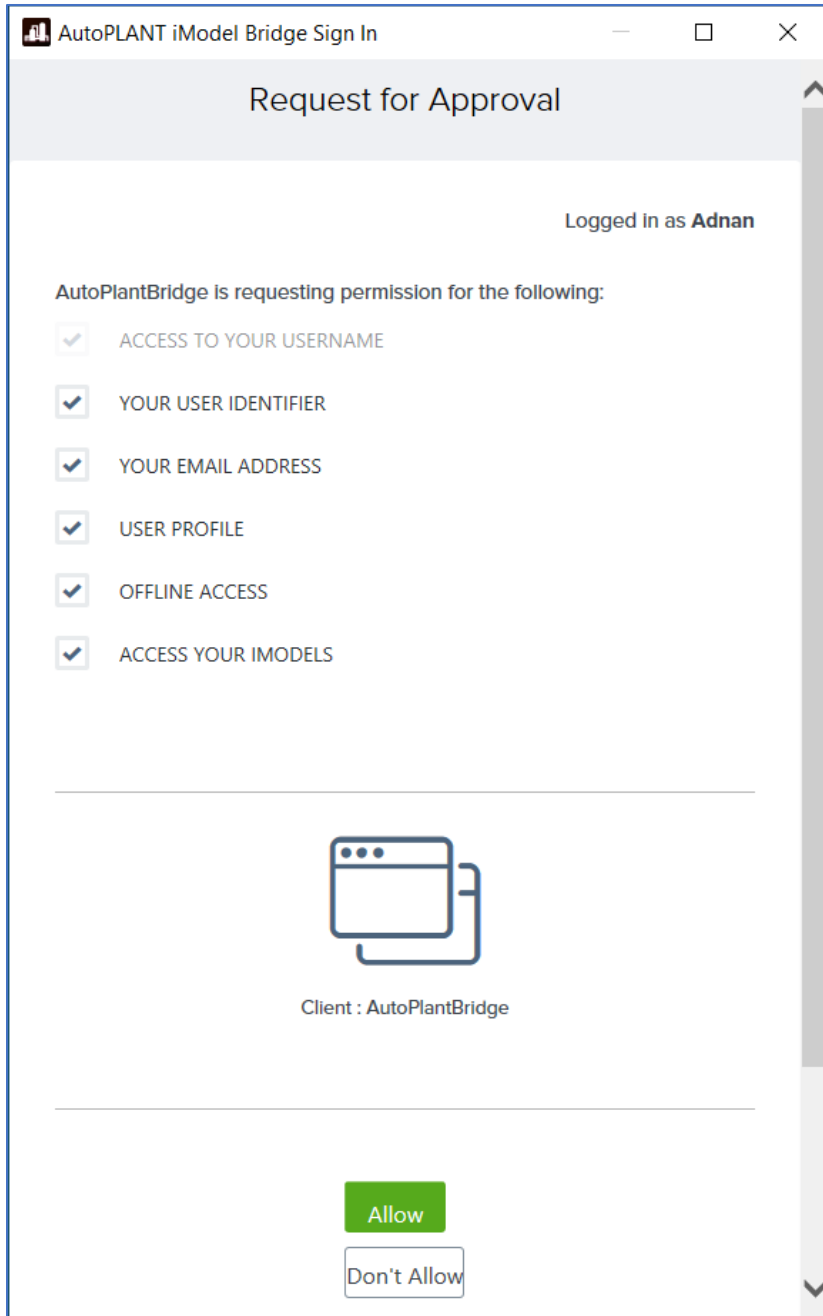 AutoPLANT iModel Bridge Sign In
Request for Approval
Logged in as Adnan
AutoPlantBridge is requesting permission for the following:
ACCESS TO YOUR USERNAME
YOUR USER IDENTIFIER
YOUR EMAIL ADDRESS
USER PROFILE
OFFLINE ACCESS
ACCESS YOUR IMODELS
Client : AutoPlantBridge
Allow
Don't Allow